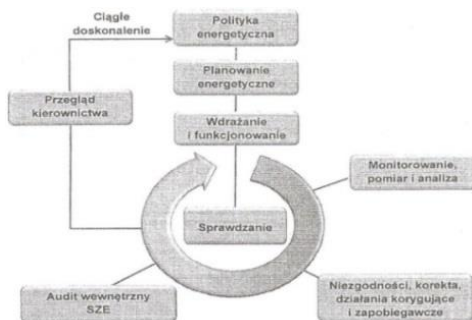 Ciągłe
doskonalenie
Polityka
energetyczna
Planowanie
energetyczne
Przegląd
kierownictwa
Wdrażanie
i funkcjonowanie
Monitorowanie,
pomiar i analiza
Sprawdzanie
Audit wewnętrzny
SZE
Niezgodności, korekta,
działania korygujące
i zapobiegawcze